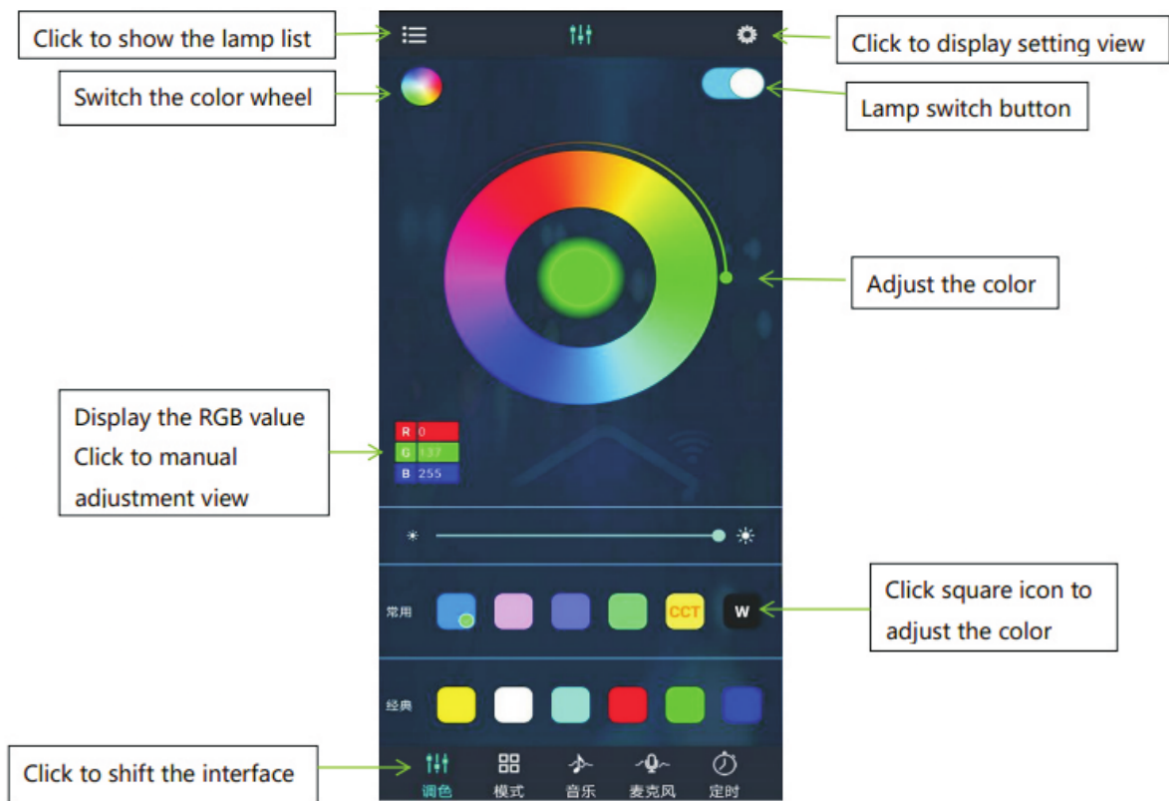 Click to show the lamp list
Click to display setting view
Switch the color wheel
Lamp switch button
Adjust the color
Display the RGB value
Click to manual
adjustment view
R 0
G 137
B 255
Click square icon to
adjust the color
常用
CCT
W
经典
Click to shift the interface
调色
模式
音乐
麦克风
定时